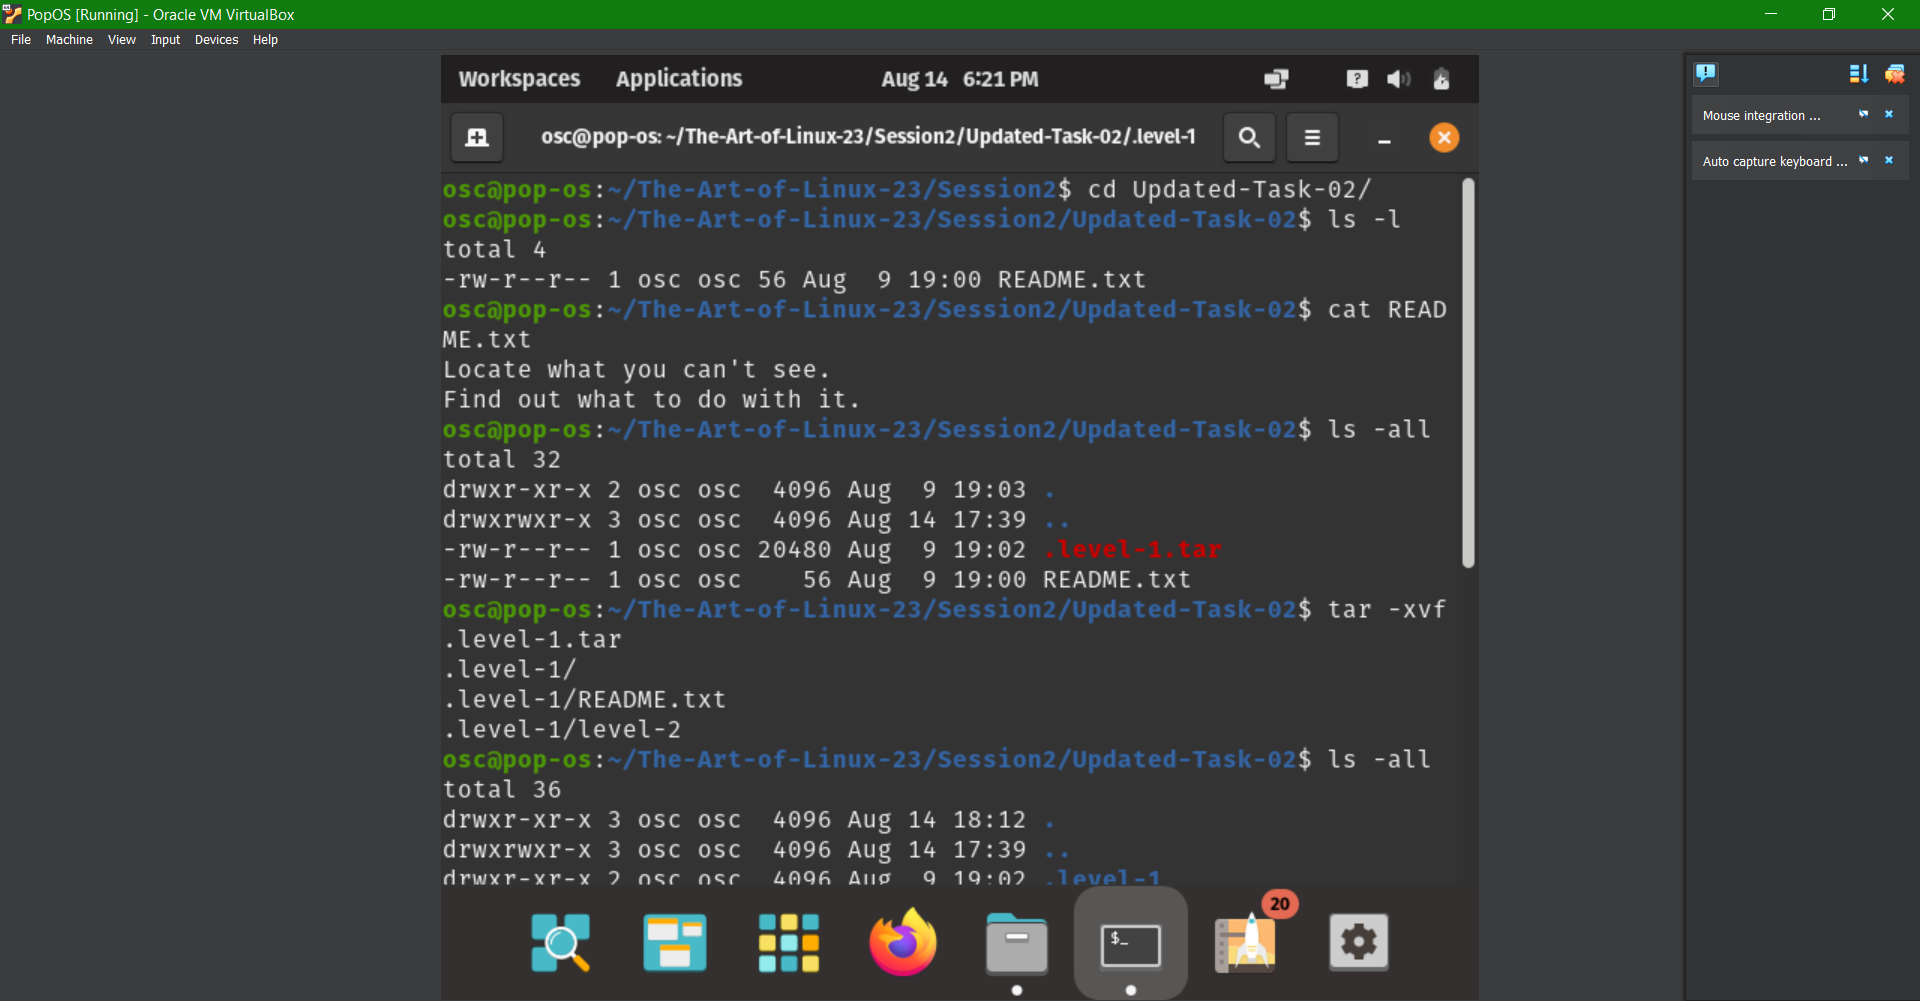 PopOS [Running] - Oracle VM VirtualBox
File Machine View Input Devices Help
Workspaces Applications Aug 14 6:21 PM
osc@pop-os: ~/The-Art-of-Linux-23/Session2/Updated-Task-02/.level-1
Mouse integration ...
Auto capture keyboard ...
osc@pop-os:~/The-Art-of-Linux-23/Session2$ cd Updated-Task-02/
osc@pop-os:~/The-Art-of-Linux-23/Session2/Updated-Task-02$ ls -l
total 4
-rw-r--r-- 1 osc osc 56 Aug  9 19:00 README.txt
osc@pop-os:~/The-Art-of-Linux-23/Session2/Updated-Task-02$ cat READ
ME.txt
Locate what you can't see.
Find out what to do with it.
osc@pop-os:~/The-Art-of-Linux-23/Session2/Updated-Task-02$ ls -all
total 32
drwxr-xr-x 2 osc osc  4096 Aug  9 19:03 .
drwxrwxr-x 3 osc osc  4096 Aug 14 17:39 ..
-rw-r--r-- 1 osc osc 20480 Aug  9 19:02 .level-1.tar
-rw-r--r-- 1 osc osc    56 Aug  9 19:00 README.txt
osc@pop-os:~/The-Art-of-Linux-23/Session2/Updated-Task-02$ tar -xvf
.level-1.tar
.level-1/
.level-1/README.txt
.level-1/level-2
osc@pop-os:~/The-Art-of-Linux-23/Session2/Updated-Task-02$ ls -all
total 36
drwxr-xr-x 3 osc osc  4096 Aug 14 18:12 .
drwxrwxr-x 3 osc osc  4096 Aug 14 17:39 ..
drwxr-xr-x 2 osc osc  4096 Aug  9 19:02 .level-1
$_
20